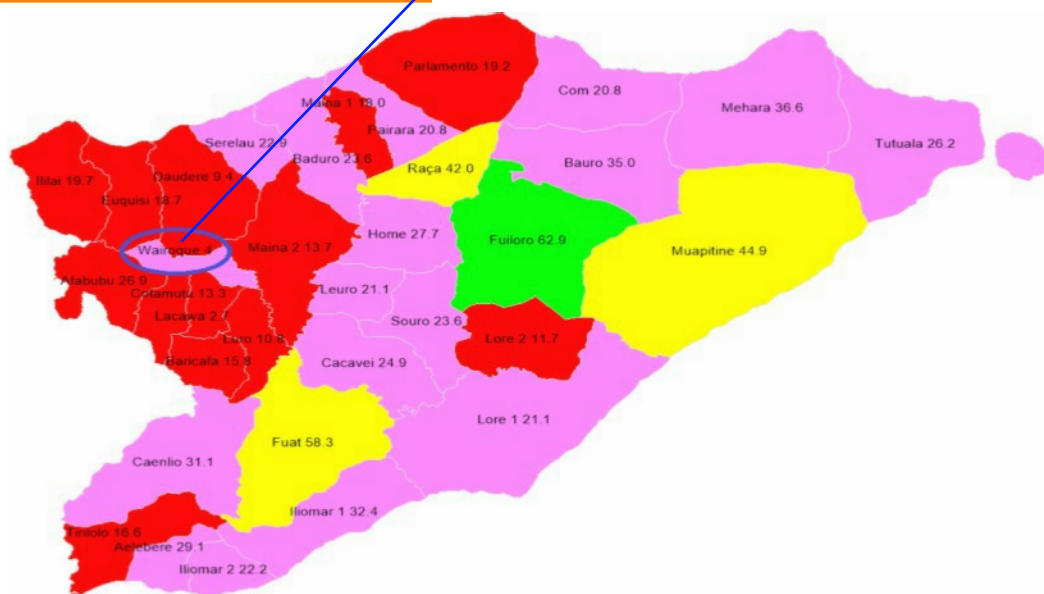 Parlamento 19.2
Com 20.8
Maina 1 18.0
Mehara 36.6
Pairara 20.8
Serelau 22.9
Tutuala 26.2
Baduro 23.6
Bauro 35.0
Raça 42.0
Daudere 9.4
Ililai 19.7
Euquisi 18.7
Home 27.7
Fuiloro 62.9
Maina 2 13.7
Wairoque 4
Muapitine 44.9
Afabubu 26.9
Leuro 21.1
Cotamutu 13.3
Lacawa 2.7
Souro 23.6
Luro 10.8
Lore 2 11.7
Baricafa 15.8
Cacavei 24.9
Lore 1 21.1
Fuat 58.3
Caenlio 31.1
Iliomar 1 32.4
Tirilolo 16.6
Aelebere 29.1
Iliomar 2 22.2